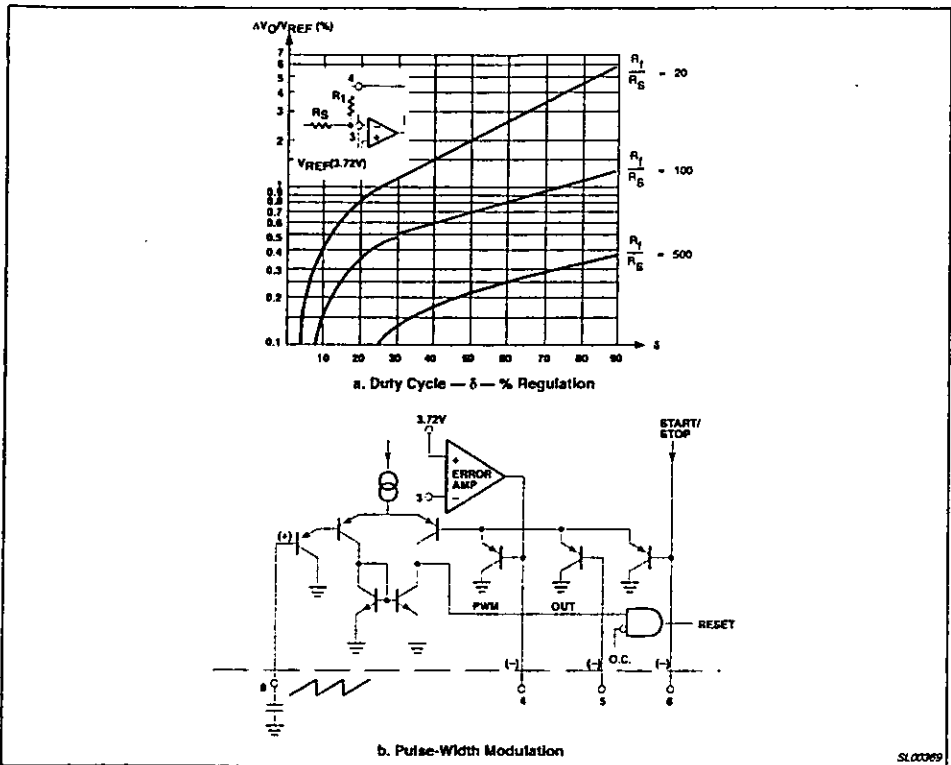 ΔVO/VREF (%)
7
6
5
4
3
2
1
0.9
0.8
0.7
0.6
0.5
0.4
0.3
0.2
0.1
4
R1
RS
3
−
+
VREF(3.72V)
Rf
RS
= 20
Rf
RS
= 100
Rf
RS
= 500
10 20 30 40 50 60 70 80 90
δ
a. Duty Cycle — δ — % Regulation
3.72V
START/
STOP
+
ERROR
AMP
3
−
(+)
PWM
OUT
RESET
O.C.
(−) (−) (−)
8
4
5
6
b. Pulse-Width Modulation
SL00369